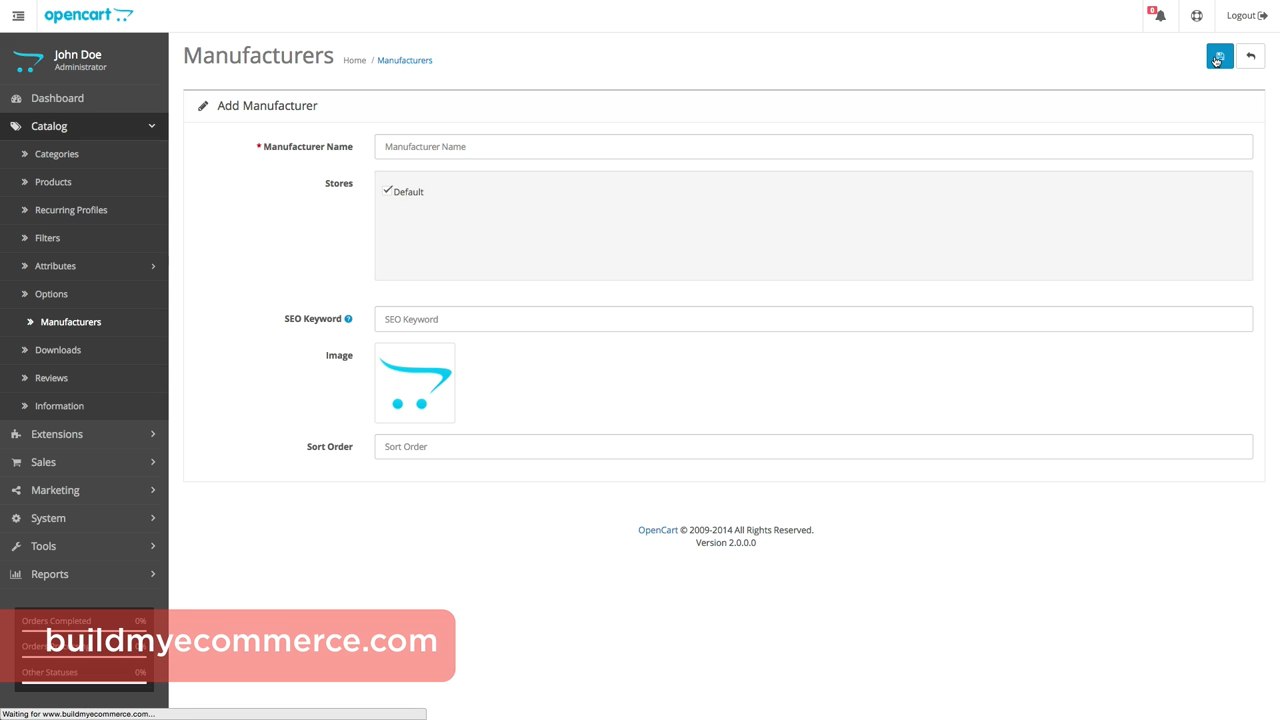 opencart
0
Logout
John Doe
Administrator
Dashboard
Catalog
Categories
Products
Recurring Profiles
Filters
Attributes
Options
Manufacturers
Downloads
Reviews
Information
Extensions
Sales
Marketing
System
Tools
Reports
Orders Completed 0%
Orders 0%
Other Statuses 0%
Manufacturers
Home / Manufacturers
Add Manufacturer
* Manufacturer Name
Manufacturer Name
Stores
Default
SEO Keyword ?
SEO Keyword
Image
Sort Order
Sort Order
OpenCart © 2009-2014 All Rights Reserved.
Version 2.0.0.0
buildmyecommerce.com
Waiting for www.buildmyecommerce.com...